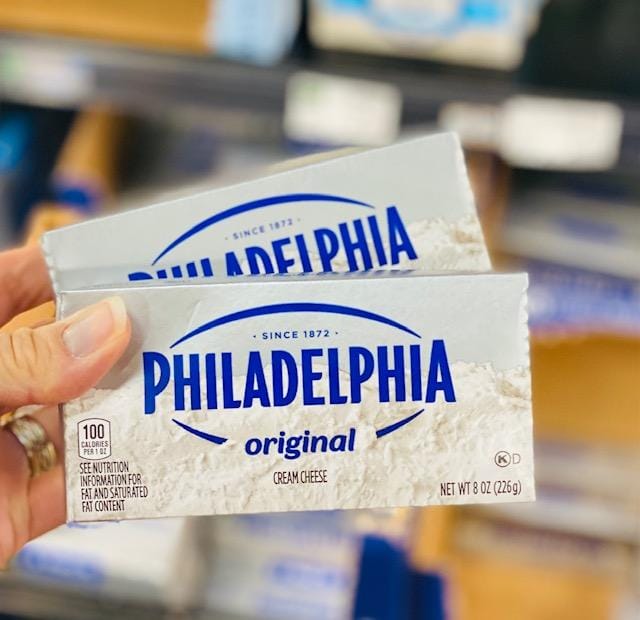 · SINCE 1872 ·
PHILADELPHIA
· SINCE 1872 ·
PHILADELPHIA
original
CREAM CHEESE
100
CALORIES
PER 1 OZ
SEE NUTRITION
INFORMATION FOR
FAT AND SATURATED
FAT CONTENT
K D
NET WT 8 OZ (226g)